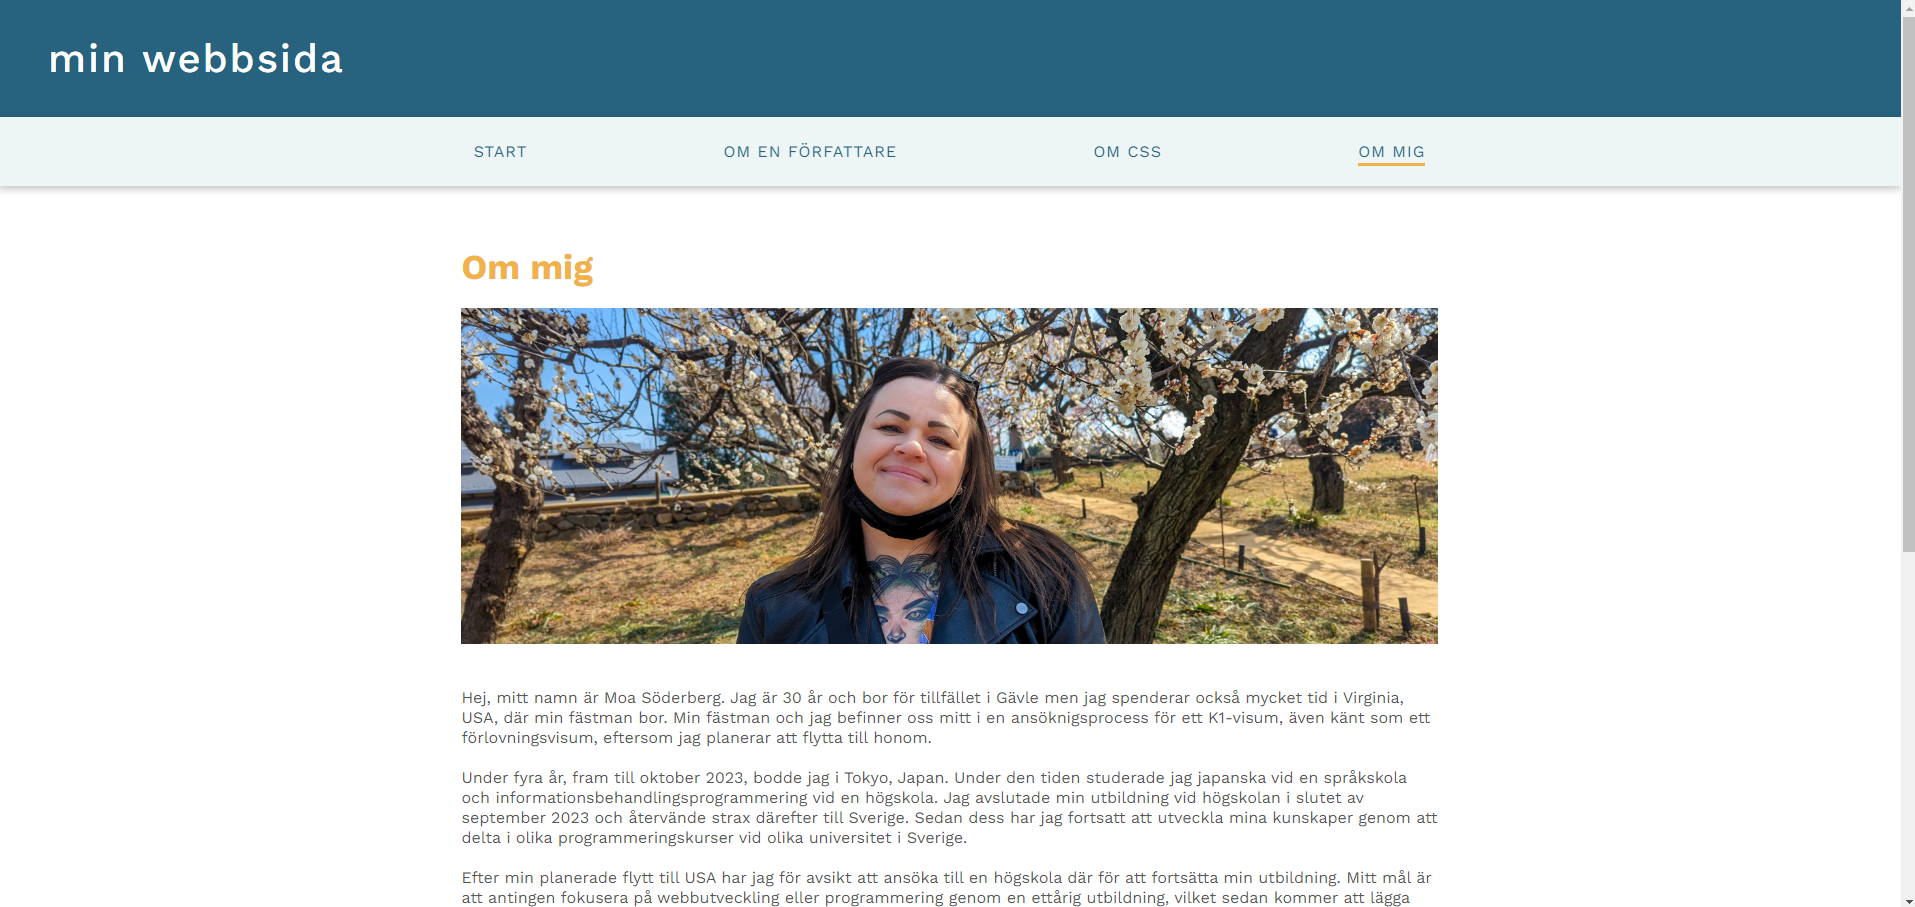 min webbsida
START OM EN FÖRFATTARE OM CSS OM MIG
Om mig
Hej, mitt namn är Moa Söderberg. Jag är 30 år och bor för tillfället i Gävle men jag spenderar också mycket tid i Virginia,
USA, där min fästman bor. Min fästman och jag befinner oss mitt i en ansöknigsprocess för ett K1-visum, även känt som ett
förlovningsvisum, eftersom jag planerar att flytta till honom.
Under fyra år, fram till oktober 2023, bodde jag i Tokyo, Japan. Under den tiden studerade jag japanska vid en språkskola
och informationsbehandlingsprogrammering vid en högskola. Jag avslutade min utbildning vid högskolan i slutet av
september 2023 och återvände strax därefter till Sverige. Sedan dess har jag fortsatt att utveckla mina kunskaper genom att
delta i olika programmeringskurser vid olika universitet i Sverige.
Efter min planerade flytt till USA har jag för avsikt att ansöka till en högskola där för att fortsätta min utbildning. Mitt mål är
att antingen fokusera på webbutveckling eller programmering genom en ettårig utbildning, vilket sedan kommer att lägga